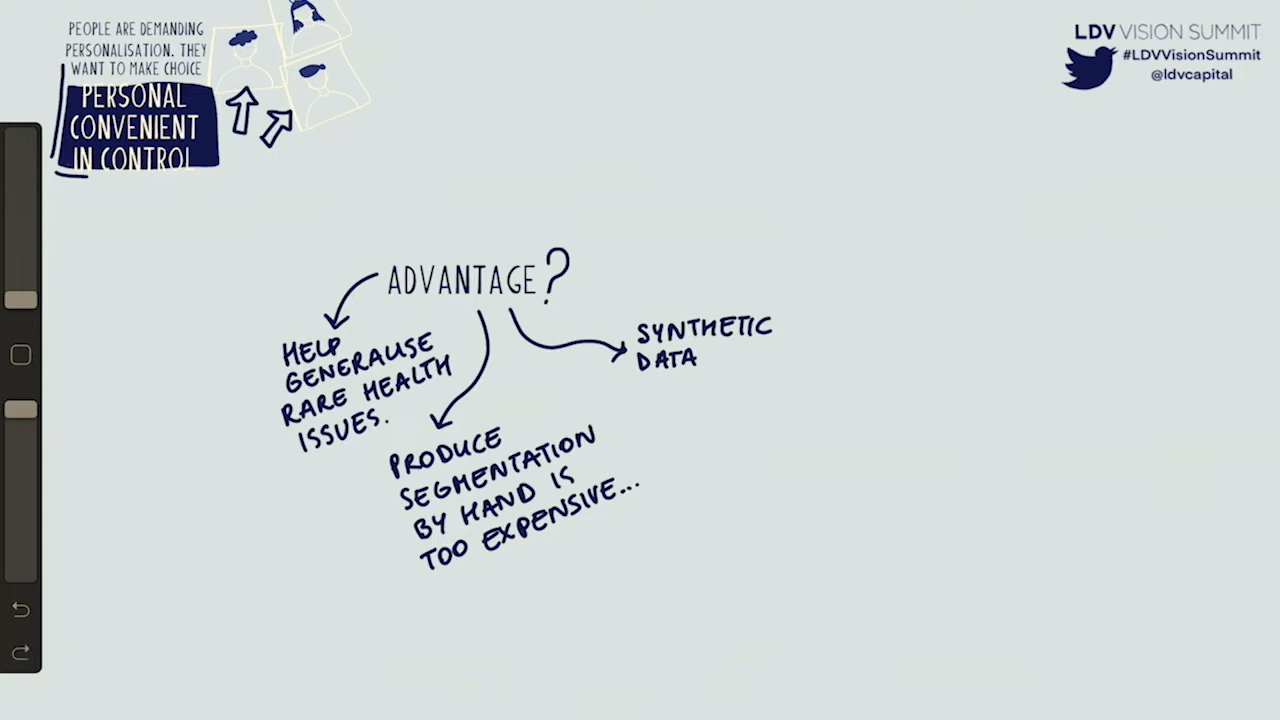 PEOPLE ARE DEMANDING
PERSONALISATION. THEY
WANT TO MAKE CHOICE
PERSONAL
CONVENIENT
IN CONTROL
LDV VISION SUMMIT
#LDVVisionSummit
@ldvcapital
ADVANTAGE?
HELP
GENERALISE
RARE HEALTH
ISSUES.
PRODUCE
SEGMENTATION
BY HAND IS
TOO EXPENSIVE...
SYNTHETIC
DATA